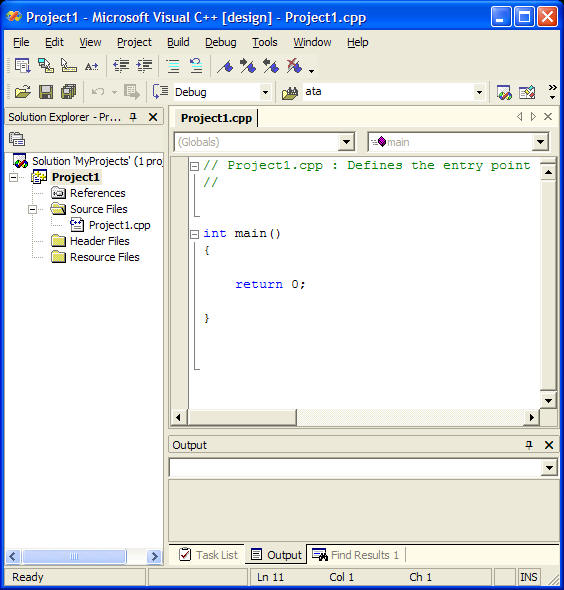 Project1 - Microsoft Visual C++ [design] - Project1.cpp
File Edit View Project Build Debug Tools Window Help
A
Debug ata
Solution Explorer - Pr...
Project1.cpp
(Globals) main
Solution 'MyProjects' (1 proj
Project1
References
Source Files
Project1.cpp
Header Files
Resource Files
// Project1.cpp : Defines the entry point
//
int main()
{
return 0;
}
Output
Task List Output Find Results 1
Ready Ln 11 Col 1 Ch 1 INS